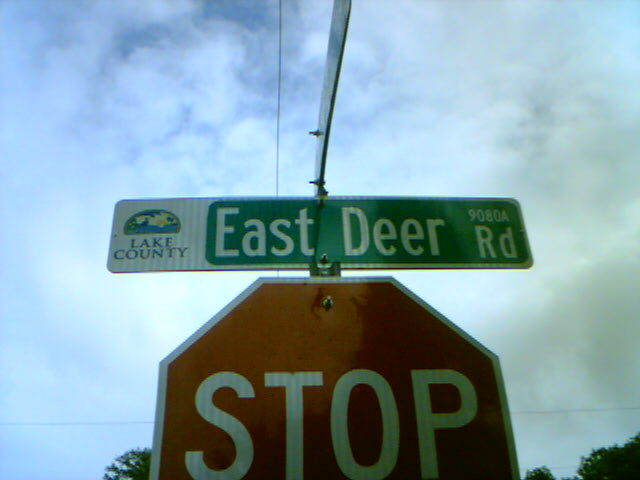 LAKE
COUNTY
East Deer Rd
9080A
STOP